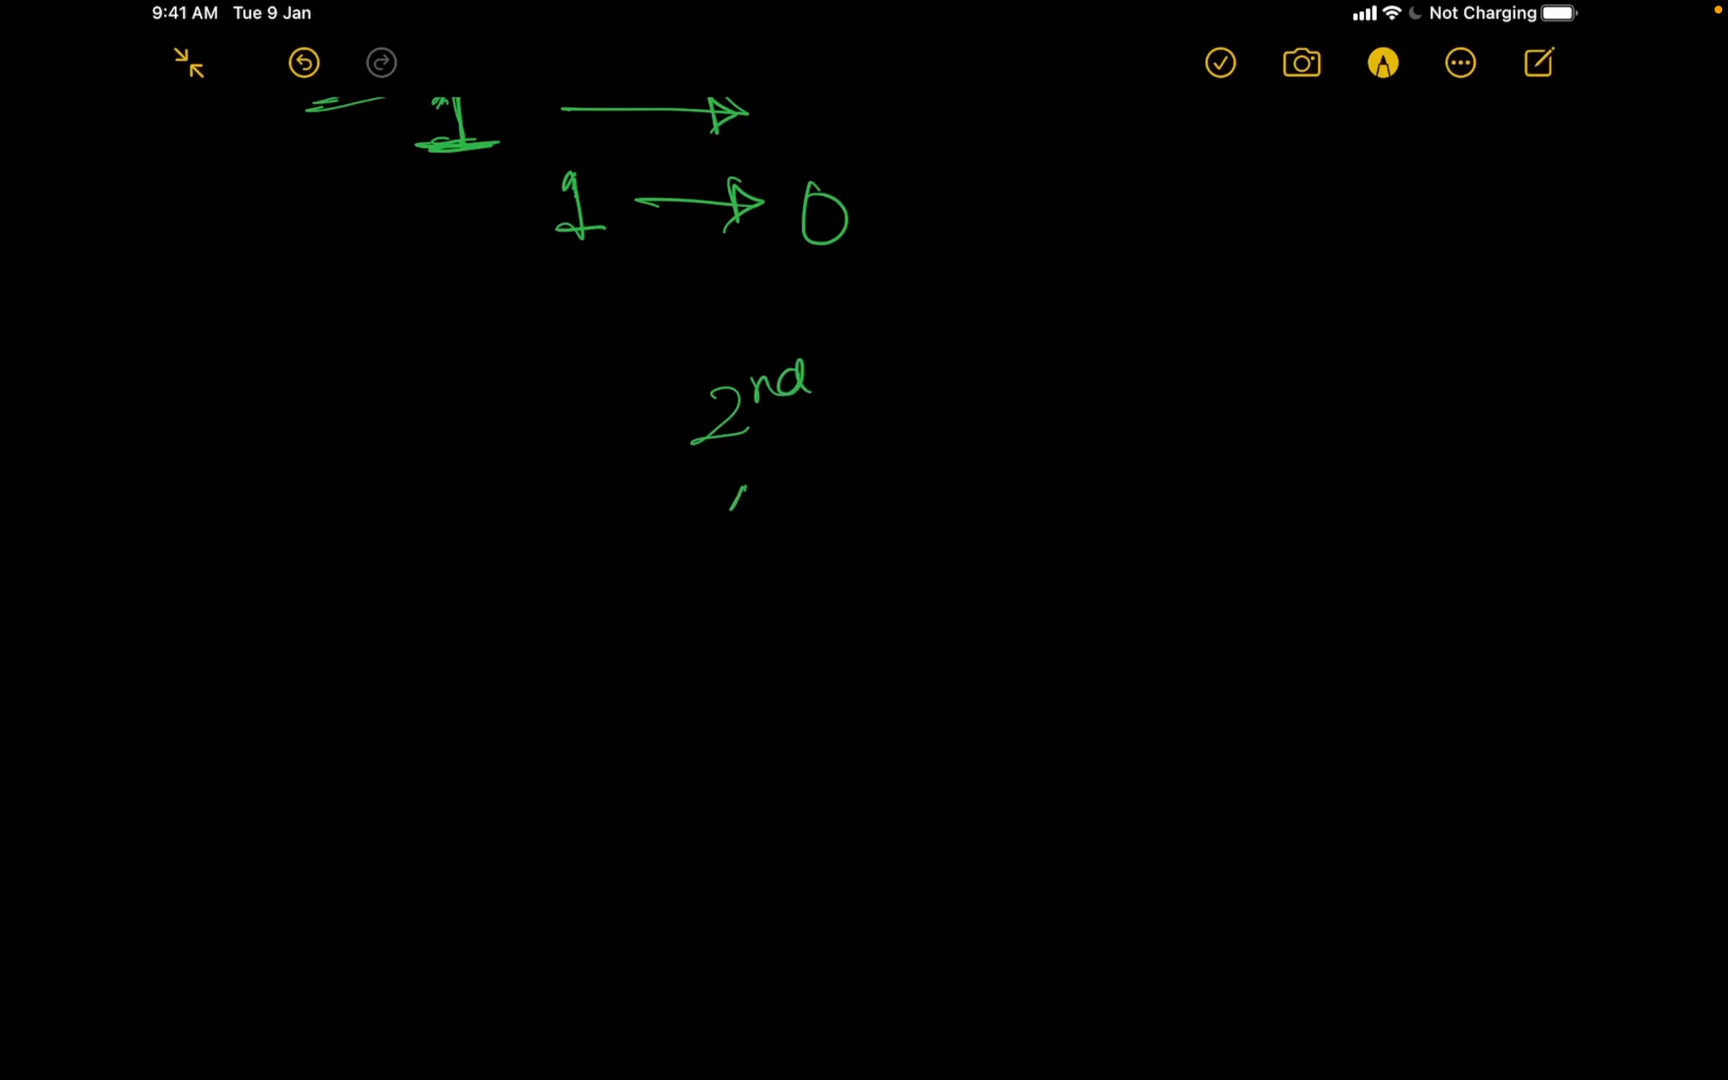 9:41 AM Tue 9 Jan Not Charging
1 →
1 → 0
2nd